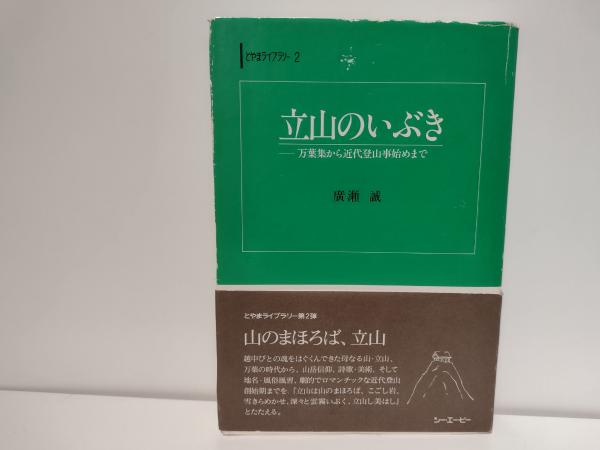 とやまライブラリー 2
立山のいぶき
── 万葉集から近代登山事始めまで
廣瀬 誠
とやまライブラリー第2弾
山のまほろば、立山
越中びとの魂をはぐくんできた母なる山・立山、
万葉の時代から、山岳信仰、詩歌・美術、そして
地名・風俗風習、劇的でロマンチックな近代登山
創始期までを『立山は山のまほろば、こごし岩、
雪きらめかせ、深々と雲霧いぶく、立山し美はし』
とたたえる。
シー・エーピー